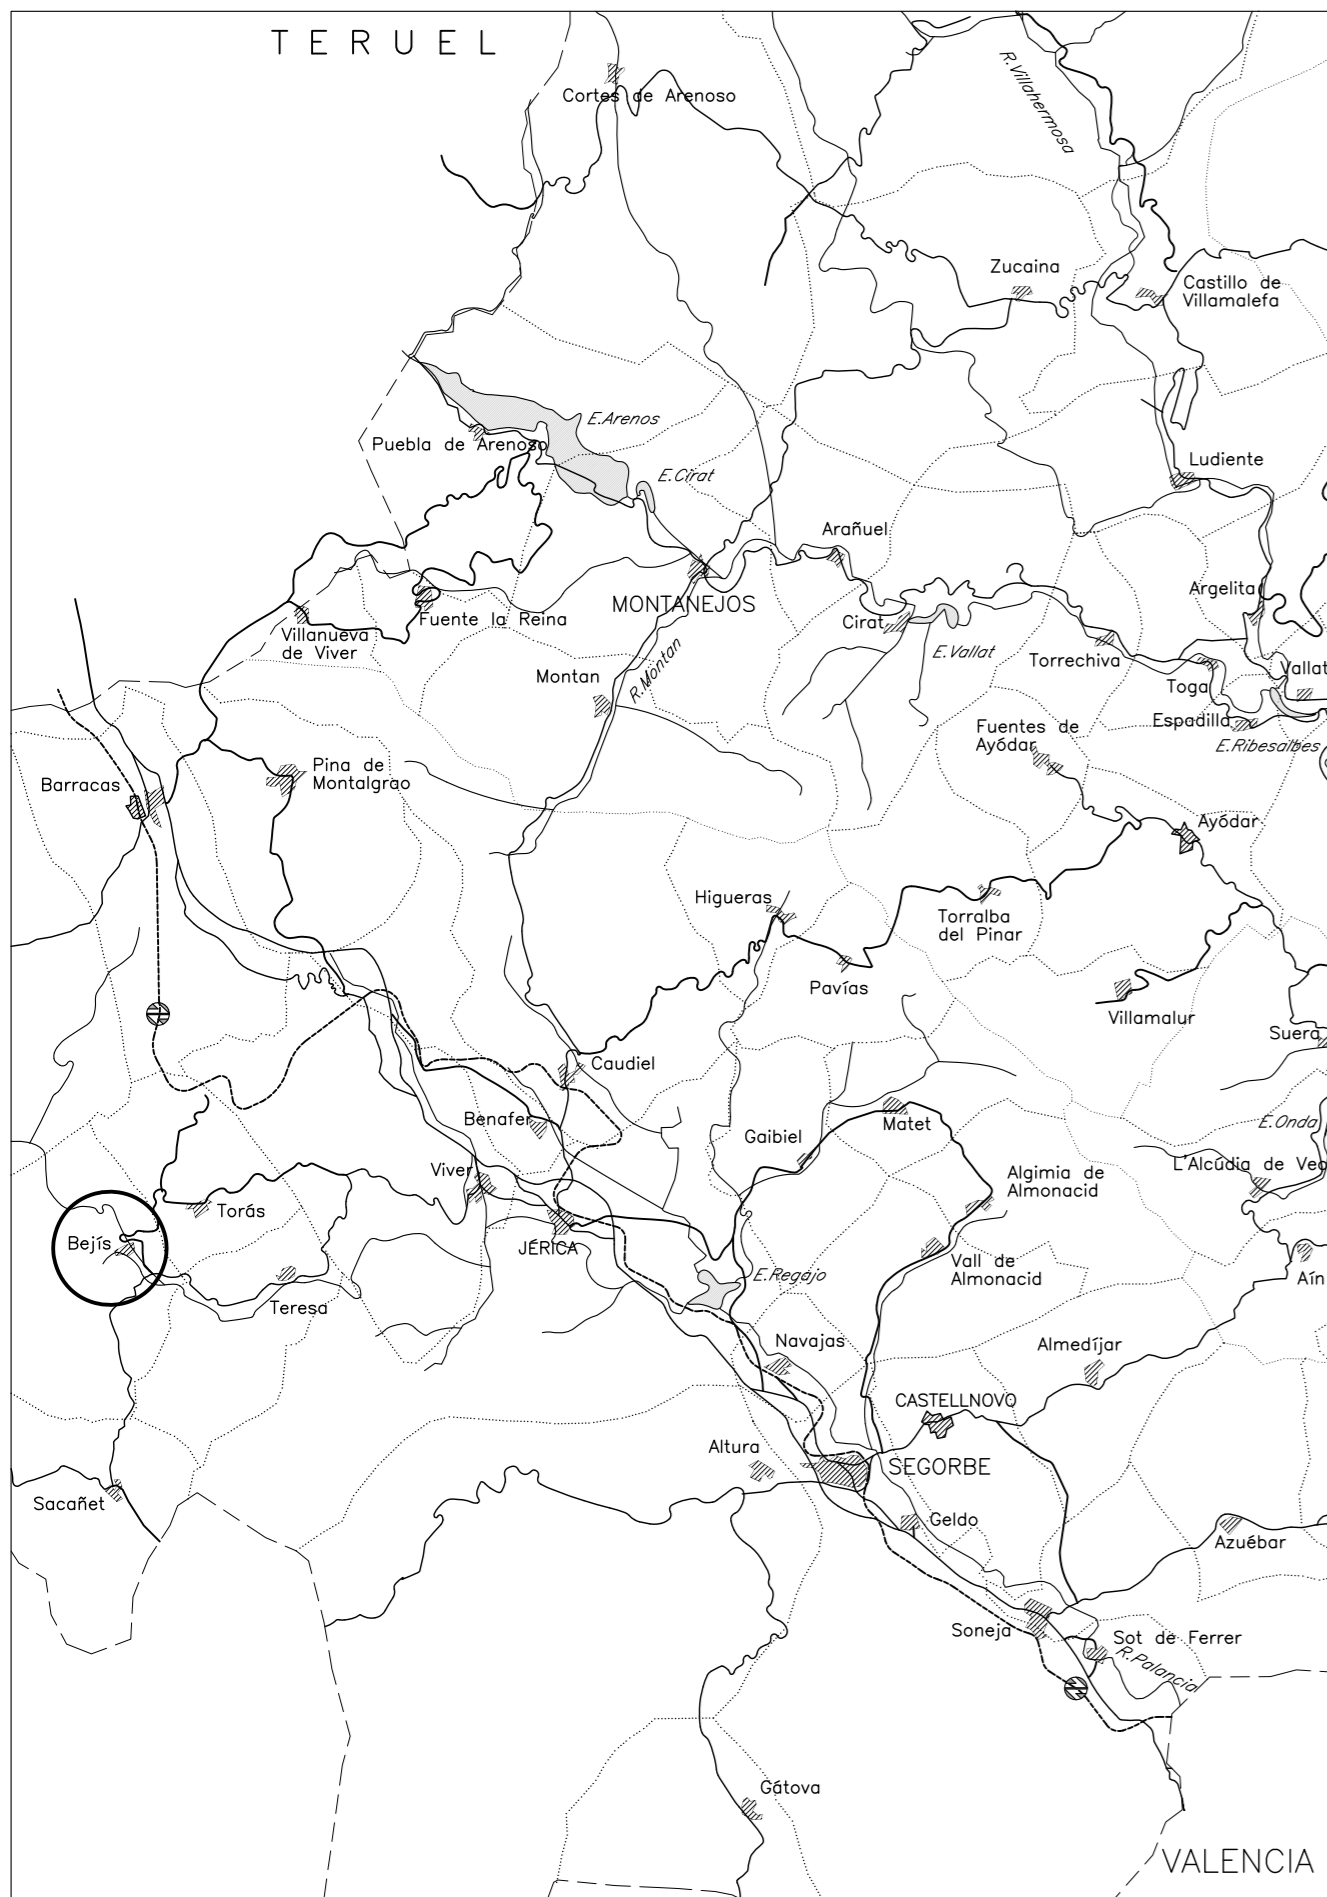 TERUEL
Cortes de Arenoso
R.Villahermosa
Zucaina
Castillo de
Villamalefa
E.Arenos
Puebla de Arenoso
E.Cirat
Ludiente
Arañuel
MONTANEJOS
Argelita
Fuente la Reina
Villanueva
de Viver
Cirat
E.Vallat
Torrechiva
R.Montan
Montan
Toga
Vallat
Espadilla
E.Ribesalbes
Fuentes de
Ayódar
Pina de
Montalgrao
Barracas
Ayódar
Higueras
Torralba
del Pinar
Pavías
Villamalur
Suera
Caudiel
Benafer
Matet
Gaibiel
E.Onda
L'Alcúdia de Veo
Viver
Algimia de
Almonacid
Torás
Bejís
JÉRICA
Vall de
Almonacid
E.Regajo
Aín
Teresa
Navajas
Almedíjar
CASTELLNOVO
Altura
SEGORBE
Sacañet
Geldo
Azuébar
Soneja
Sot de Ferrer
R.Palancia
Gátova
VALENCIA